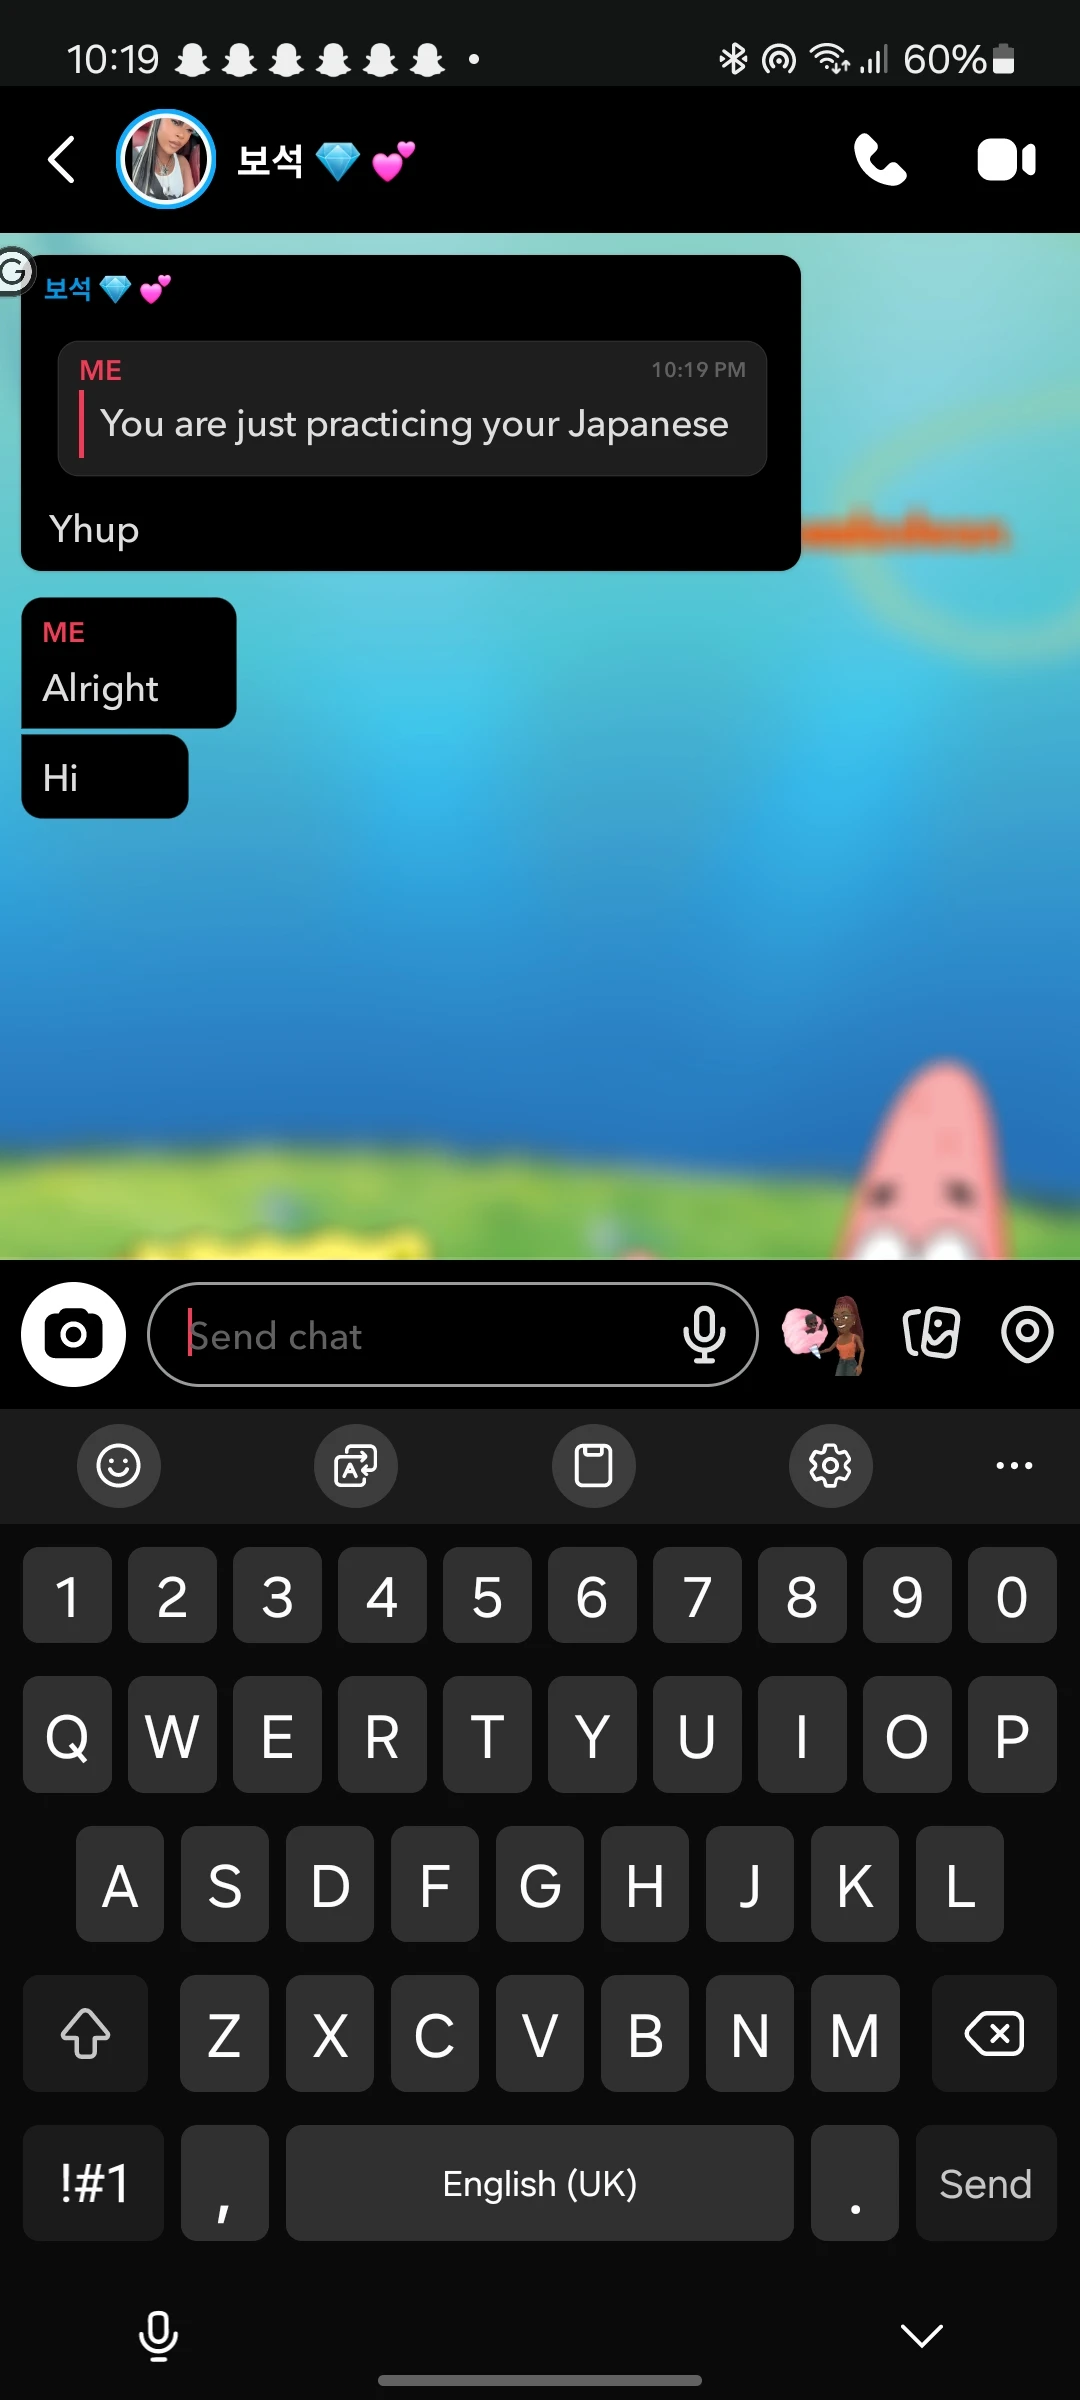 10:19 60%
보석 💎 💕
보석 💎 💕
ME 10:19 PM
You are just practicing your Japanese
Yhup
ME
Alright
Hi
Send chat
1 2 3 4 5 6 7 8 9 0
Q W E R T Y U I O P
A S D F G H J K L
Z X C V B N M
!#1 , English (UK) . Send